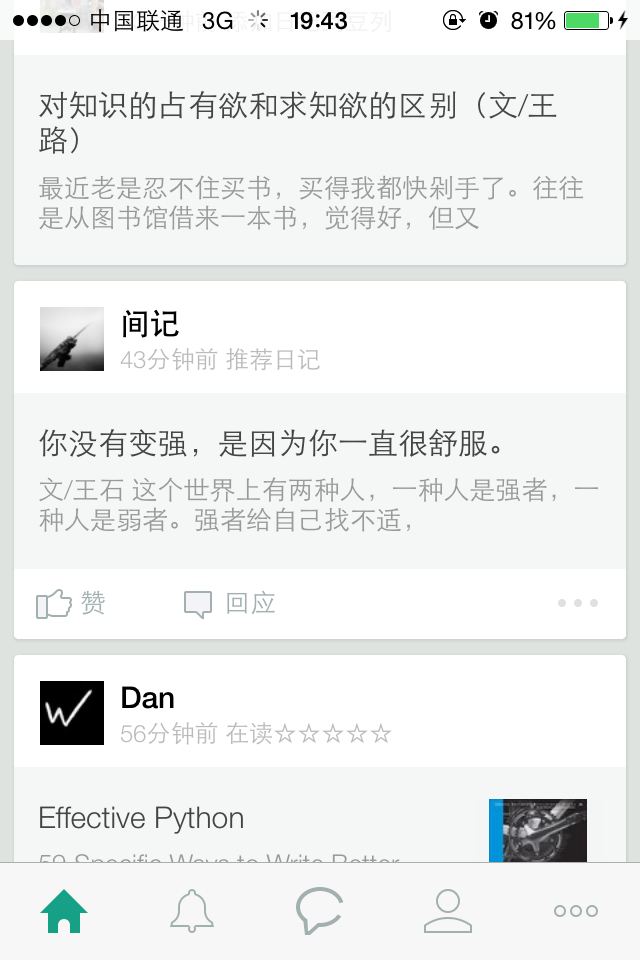 中国联通 3G 19:43 81%
对知识的占有欲和求知欲的区别（文/王
路）
最近老是忍不住买书，买得我都快剁手了。往往
是从图书馆借来一本书，觉得好，但又
间记
43分钟前 推荐日记
你没有变强，是因为你一直很舒服。
文/王石 这个世界上有两种人，一种人是强者，一
种人是弱者。强者给自己找不适，
赞 回应
Dan
56分钟前 在读☆☆☆☆☆
Effective Python
59 Specific Ways to Write Better